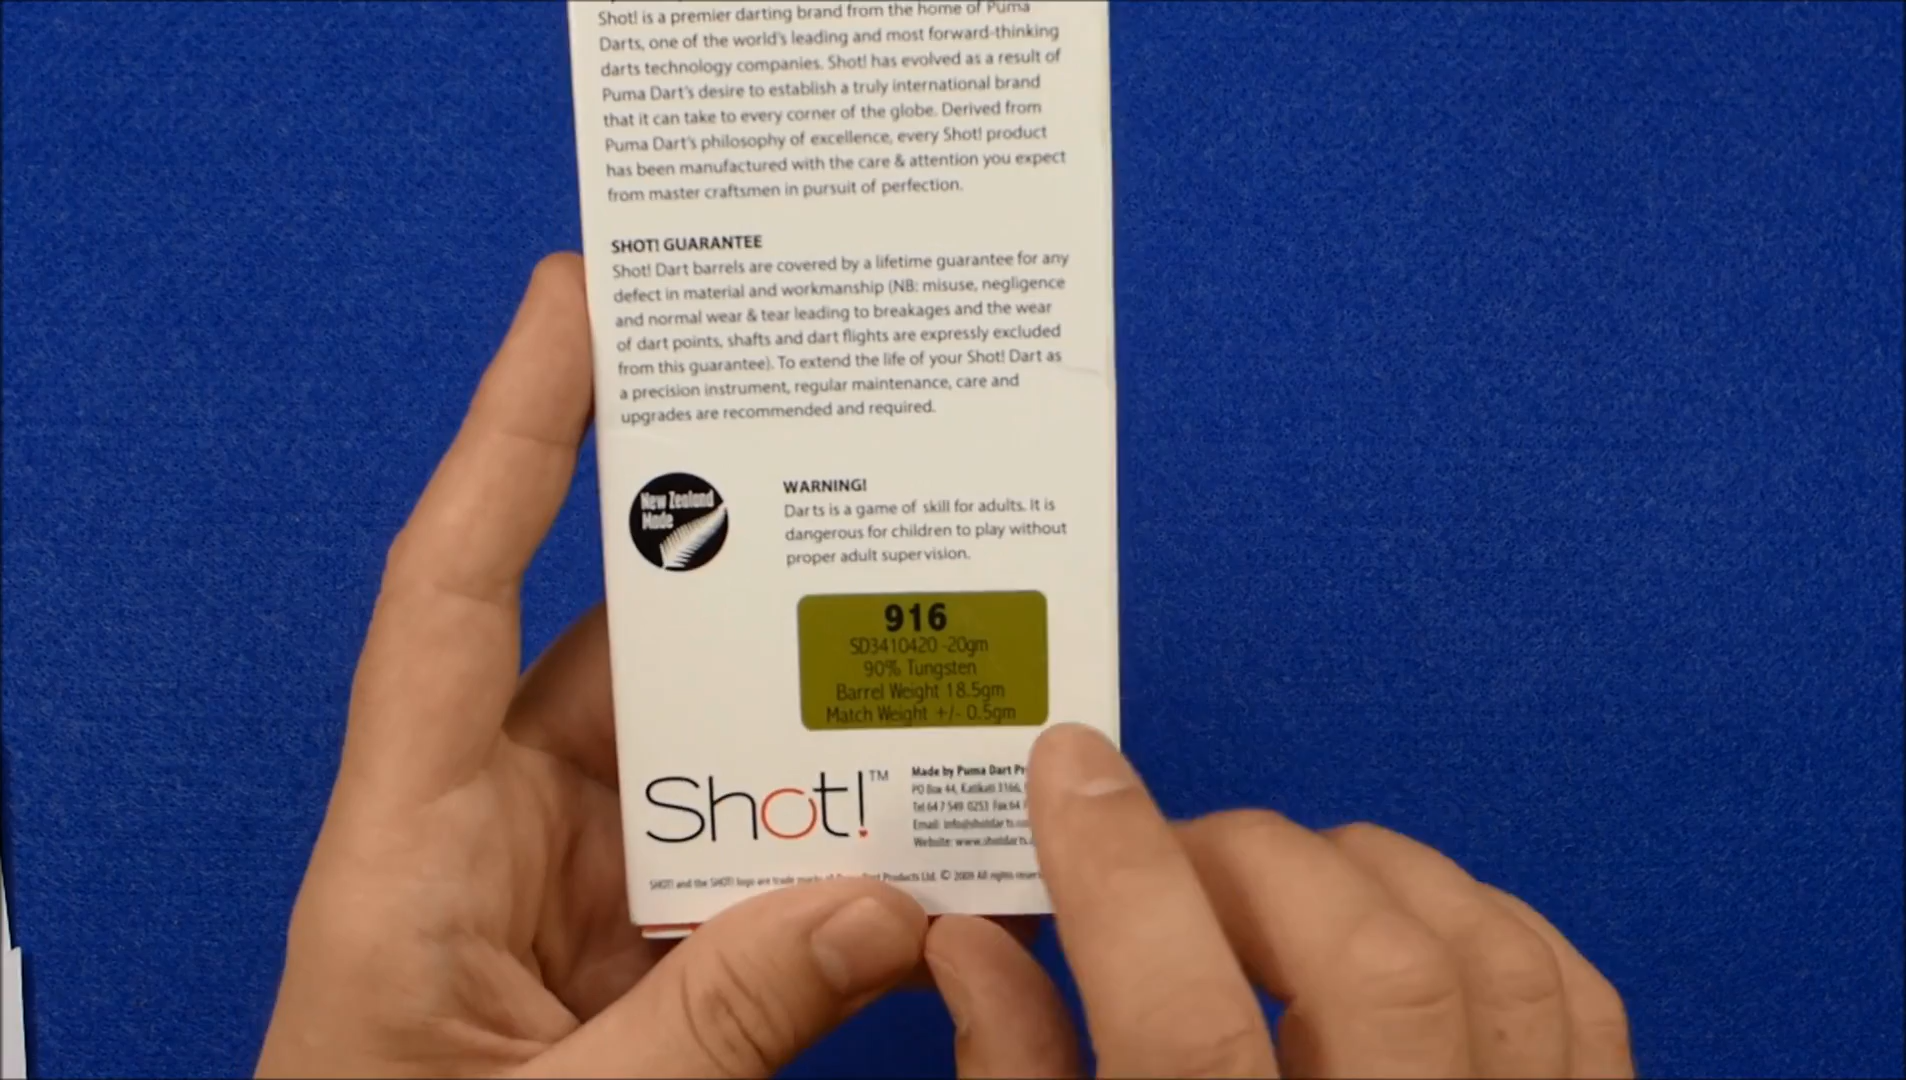 Shot! is a premier darting brand from the home of Puma
Darts, one of the world's leading and most forward-thinking
darts technology companies. Shot! has evolved as a result of
Puma Dart's desire to establish a truly international brand
that it can take to every corner of the globe. Derived from
Puma Dart's philosophy of excellence, every Shot! product
has been manufactured with the care & attention you expect
from master craftsmen in pursuit of perfection.
SHOT! GUARANTEE
Shot! Dart barrels are covered by a lifetime guarantee for any
defect in material and workmanship (NB: misuse, negligence
and normal wear & tear leading to breakages and the wear
of dart points, shafts and dart flights are expressly excluded
from this guarantee). To extend the life of your Shot! Dart as
a precision instrument, regular maintenance, care and
upgrades are recommended and required.
New Zealand
Made
WARNING!
Darts is a game of skill for adults. It is
dangerous for children to play without
proper adult supervision.
916
SD3410420 -20gm
90% Tungsten
Barrel Weight 18.5gm
Match Weight +/- 0.5gm
Shot!™
Made by Puma Dart
PO Box 44, Katikati 3166,
Tel 64 7 549 0253 Fax 64
Email:
Website:
SHOT! and the SHOT! logo are trade marks of Products Ltd. © 2009 All rights